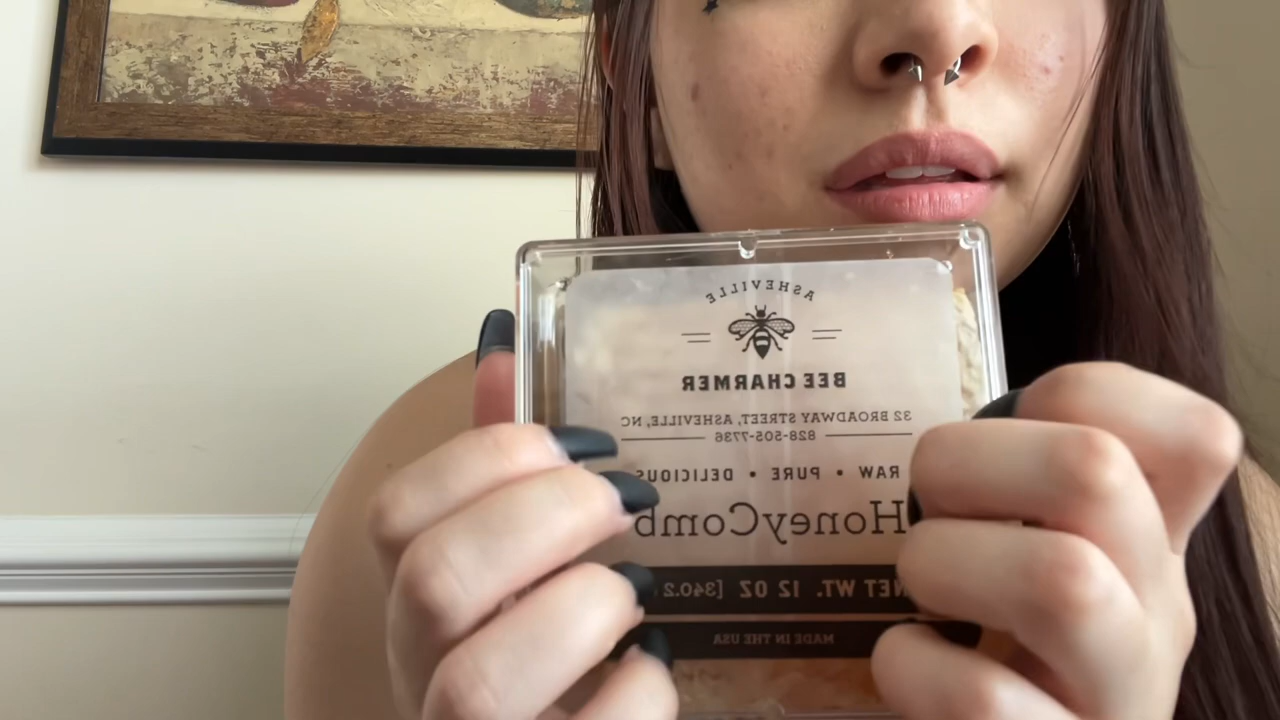 ASHEVILLE
BEE CHARMER
32 BROADWAY STREET, ASHEVILLE, NC
828-505-7736
RAW • PURE • DELICIOUS
HoneyComb
NET WT. 12 OZ [340.2
MADE IN THE USA